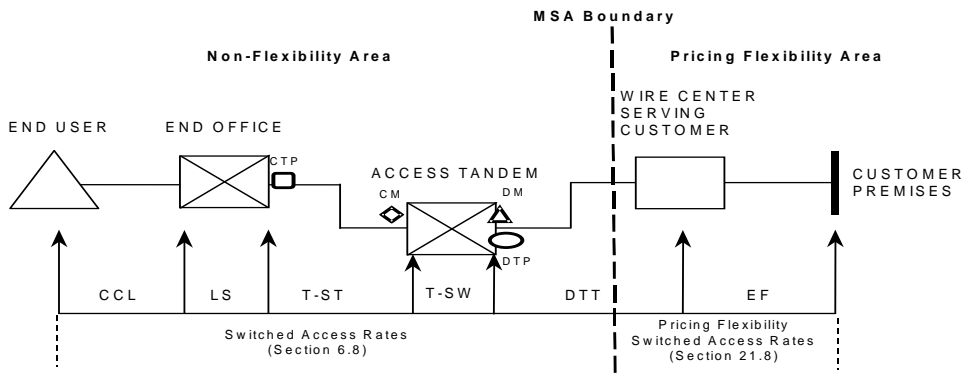 MSA Boundary
Non-Flexibility Area
Pricing Flexibility Area
WIRE CENTER
SERVING
CUSTOMER
END USER
END OFFICE
CTP
ACCESS TANDEM
CM
DM
DTP
CUSTOMER
PREMISES
CCL
LS
T-ST
T-SW
DTT
EF
Switched Access Rates
(Section 6.8)
Pricing Flexibility
Switched Access Rates
(Section 21.8)